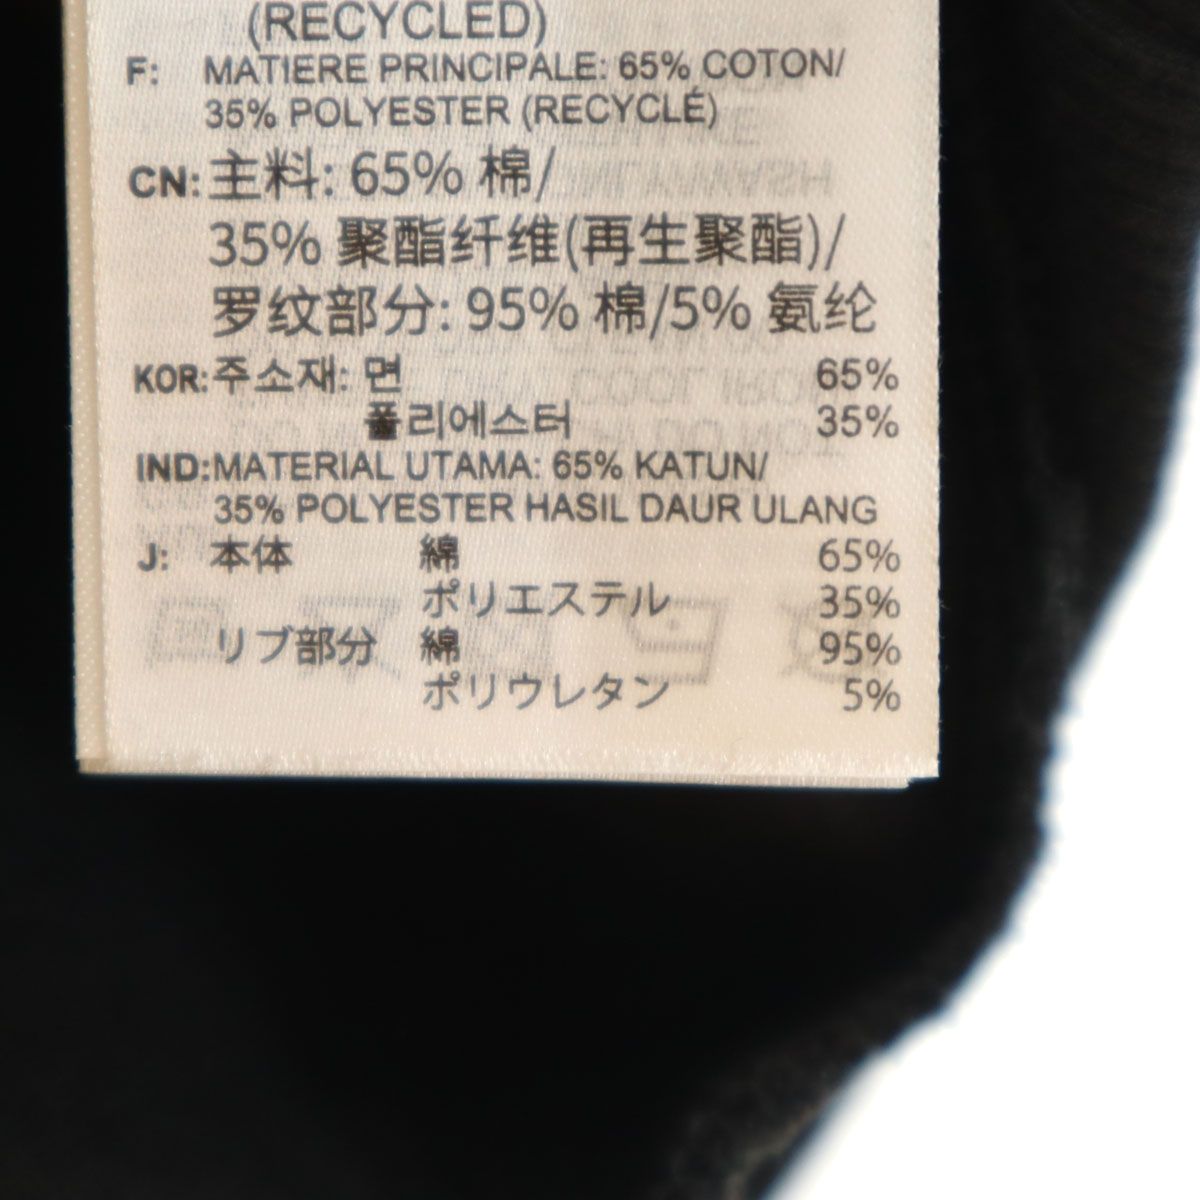 (RECYCLED)
F: MATIERE PRINCIPALE: 65% COTON/
35% POLYESTER (RECYCLÉ)
CN: 主料: 65% 棉/
35% 聚酯纤维(再生聚酯)/
罗纹部分: 95% 棉/5% 氨纶
KOR: 주소재: 면 65%
폴리에스터 35%
IND: MATERIAL UTAMA: 65% KATUN/
35% POLYESTER HASIL DAUR ULANG
J: 本体 綿 65%
ポリエステル 35%
リブ部分 綿 95%
ポリウレタン 5%